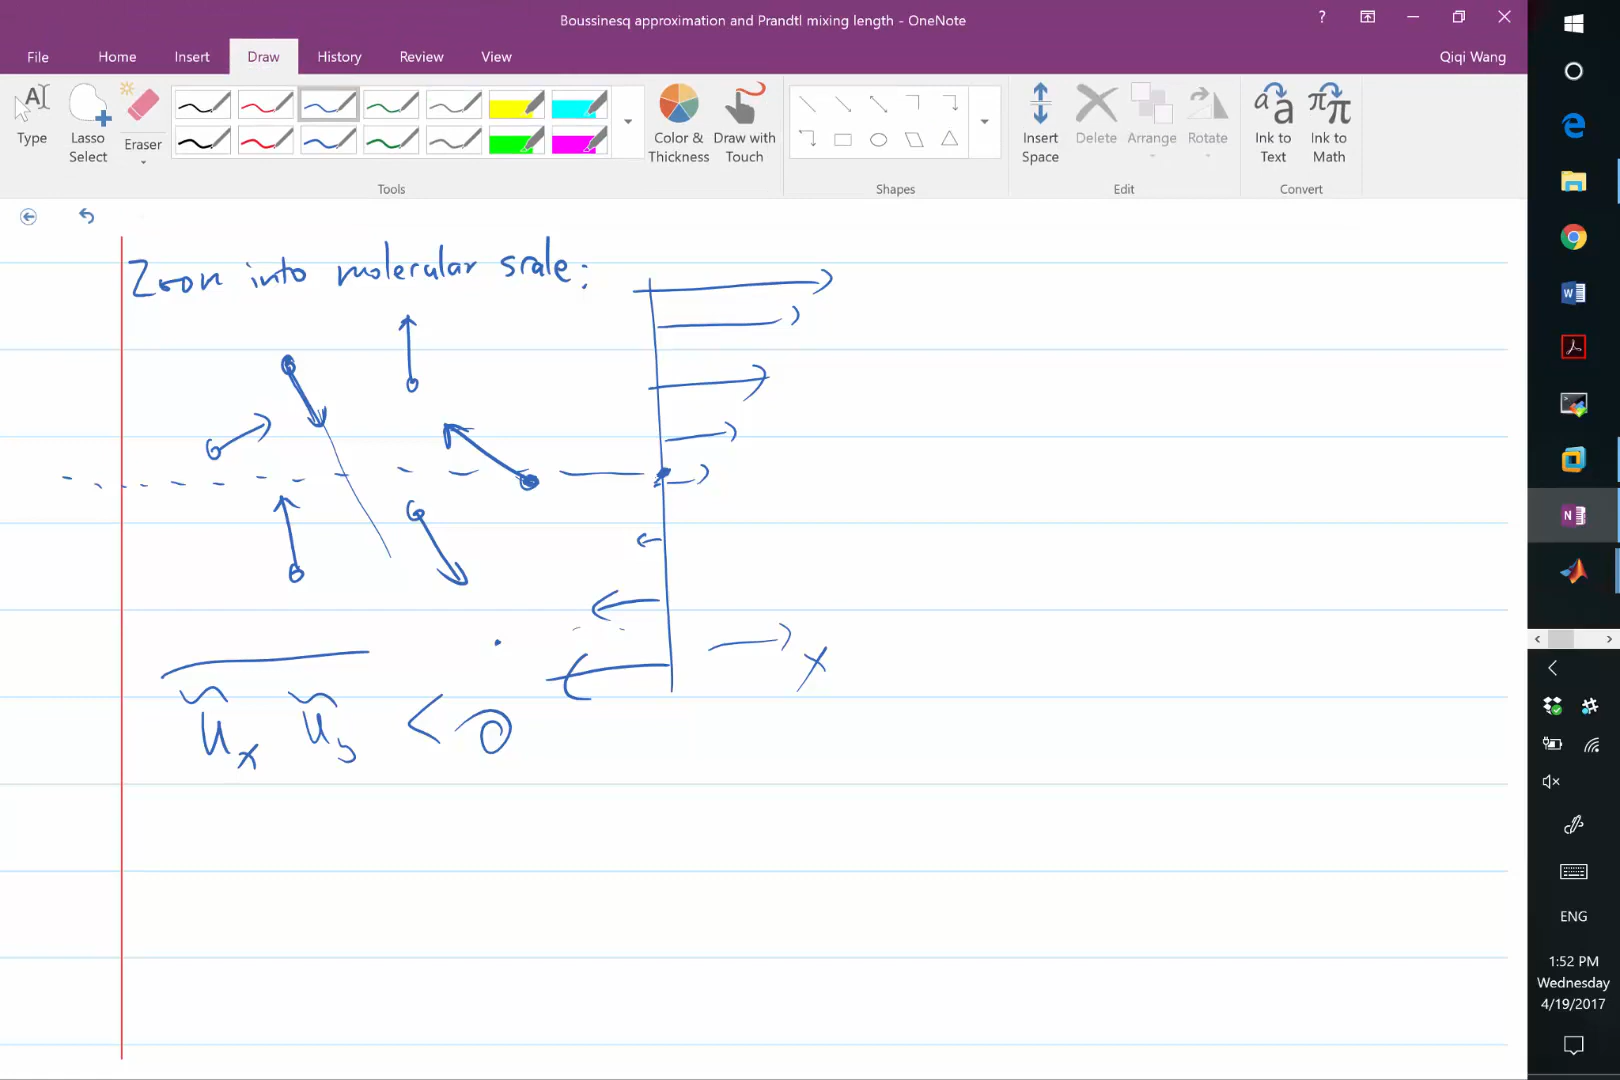 Boussinesq approximation and Prandtl mixing length - OneNote
File Home Insert Draw History Review View Qiqi Wang
Type Lasso Select Eraser Color & Thickness Draw with Touch Insert Space Delete Arrange Rotate Ink to Text Ink to Math
Tools Shapes Edit Convert
Zoom into molecular scale:
x
ũ_x ũ_y < 0
ENG
1:52 PM
Wednesday
4/19/2017